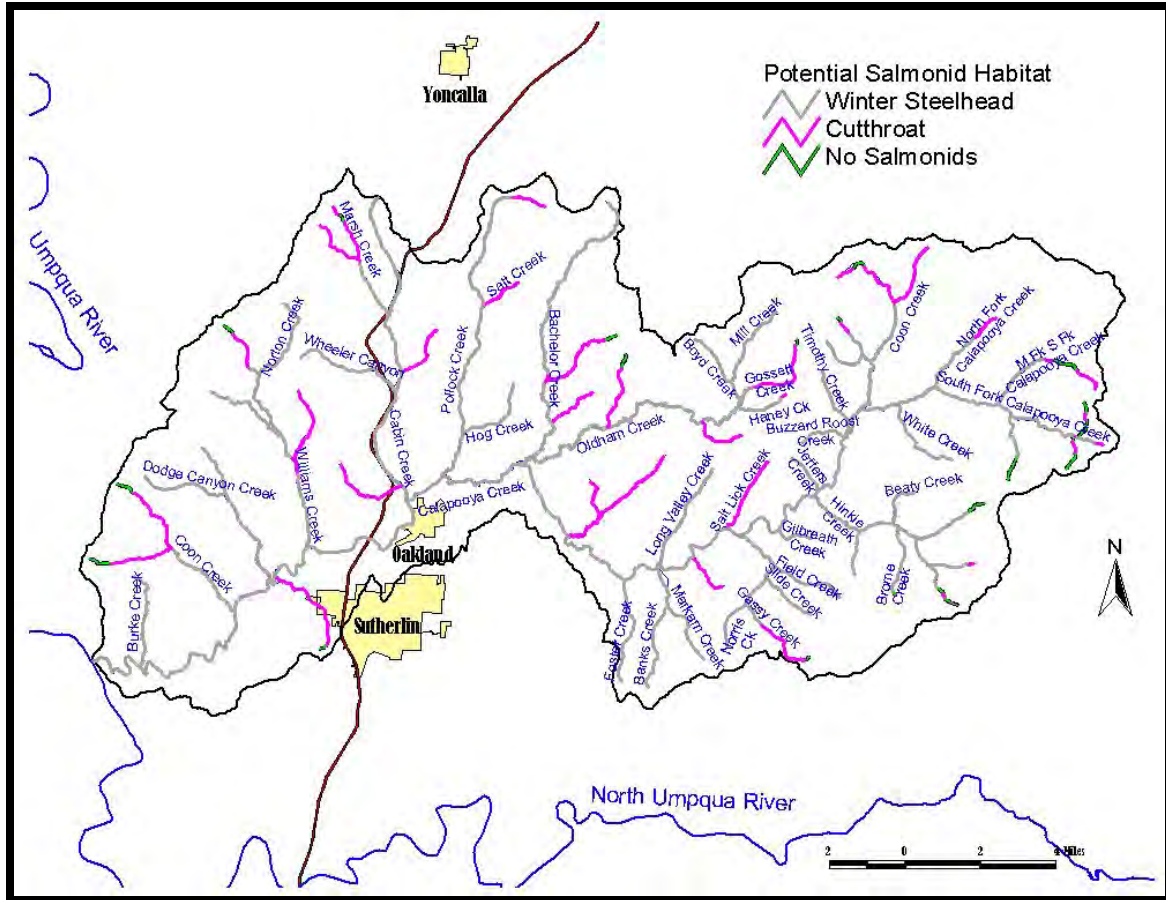 Yoncalla
Potential Salmonid Habitat
Winter Steelhead
Cutthroat
No Salmonids
Umpqua River
Marsh Creek
Salt Creek
Norton Creek
Wheeler Canyon
Pollock Creek
Bachelor Creek
Boyd Creek
Mill Creek
Gossett
Creek
Haney Ck
Timothy Creek
Coon Creek
North Fork
Calapooya Creek
M Fk S Fk
Calapooya Creek
South Fork Calapooya Creek
Buzzard Roost
Creek
White Creek
Cabin Creek
Hog Creek
Oldham Creek
Williams Creek
Dodge Canyon Creek
Calapooya Creek
Oakland
Long Valley Creek
Salt Lick Creek
Jeffers
Creek
Hinkle
Creek
Beaty Creek
Gilbreath
Creek
Coon Creek
Burke Creek
Sutherlin
Foster Creek
Banks Creek
Markam Creek
Field Creek
Slide Creek
Gassy Creek
Norris
Ck
Brome
Creek
N
North Umpqua River
2 0 2 4 Miles